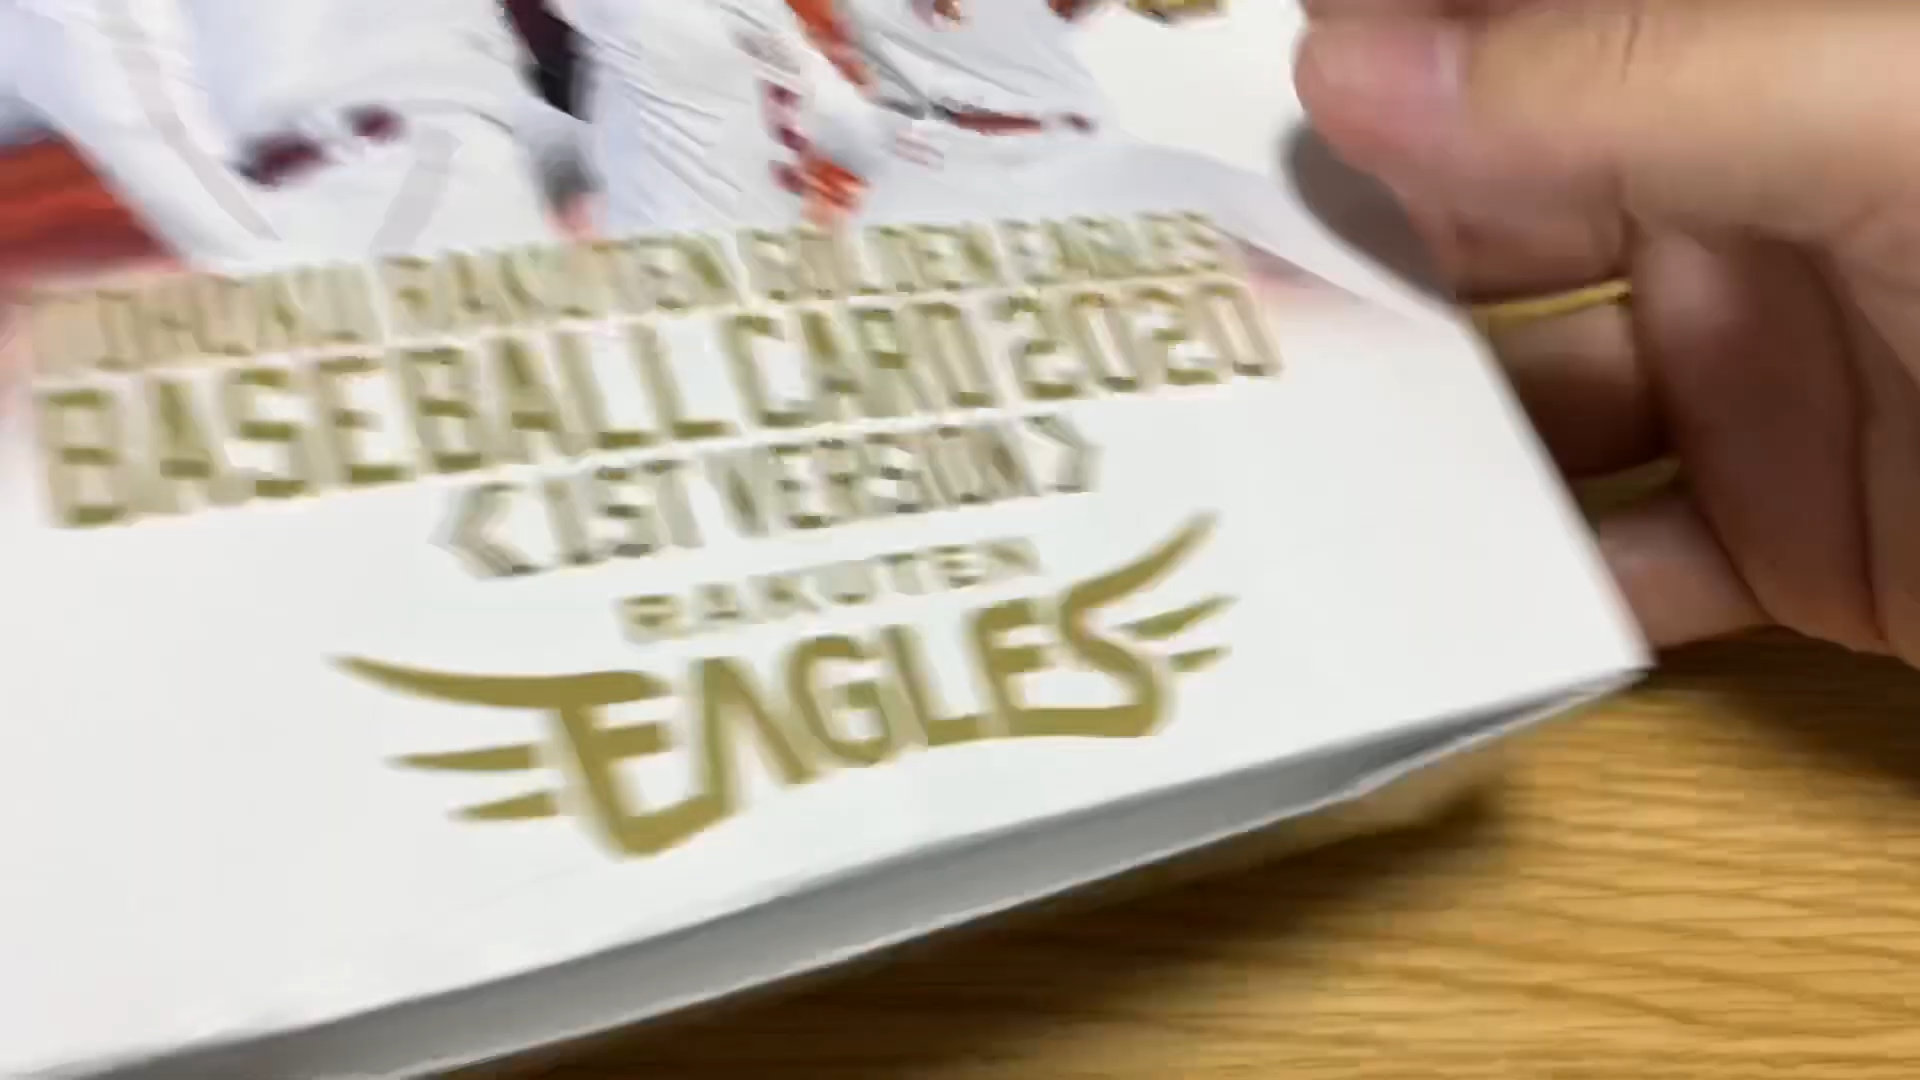 TOHOKU RAKUTEN GOLDEN EAGLES
BASEBALL CARD 2020
《1ST VERSION》
RAKUTEN
EAGLES